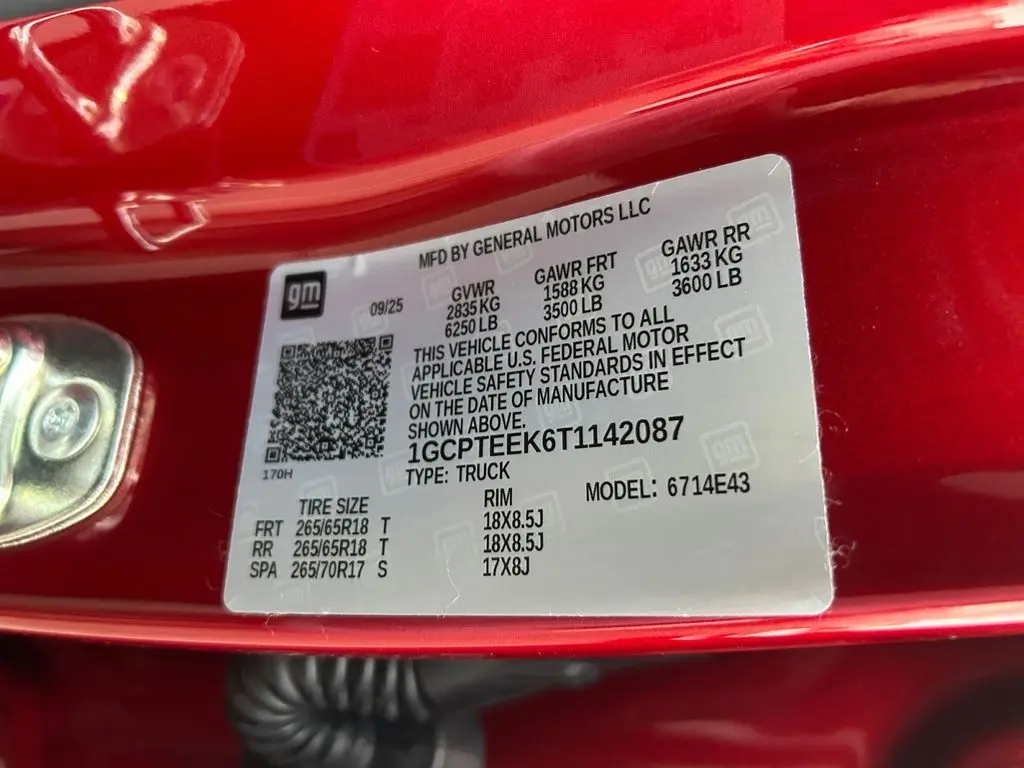 MFD BY GENERAL MOTORS LLC
gm
09/25
GVWR GAWR FRT GAWR RR
2835 KG 1588 KG 1633 KG
6250 LB 3500 LB 3600 LB
THIS VEHICLE CONFORMS TO ALL
APPLICABLE U.S. FEDERAL MOTOR
VEHICLE SAFETY STANDARDS IN EFFECT
ON THE DATE OF MANUFACTURE
SHOWN ABOVE.
1GCPTEEK6T1142087
170H
TYPE: TRUCK
MODEL: 6714E43
TIRE SIZE RIM
FRT 265/65R18 T 18X8.5J
RR 265/65R18 T 18X8.5J
SPA 265/70R17 S 17X8J